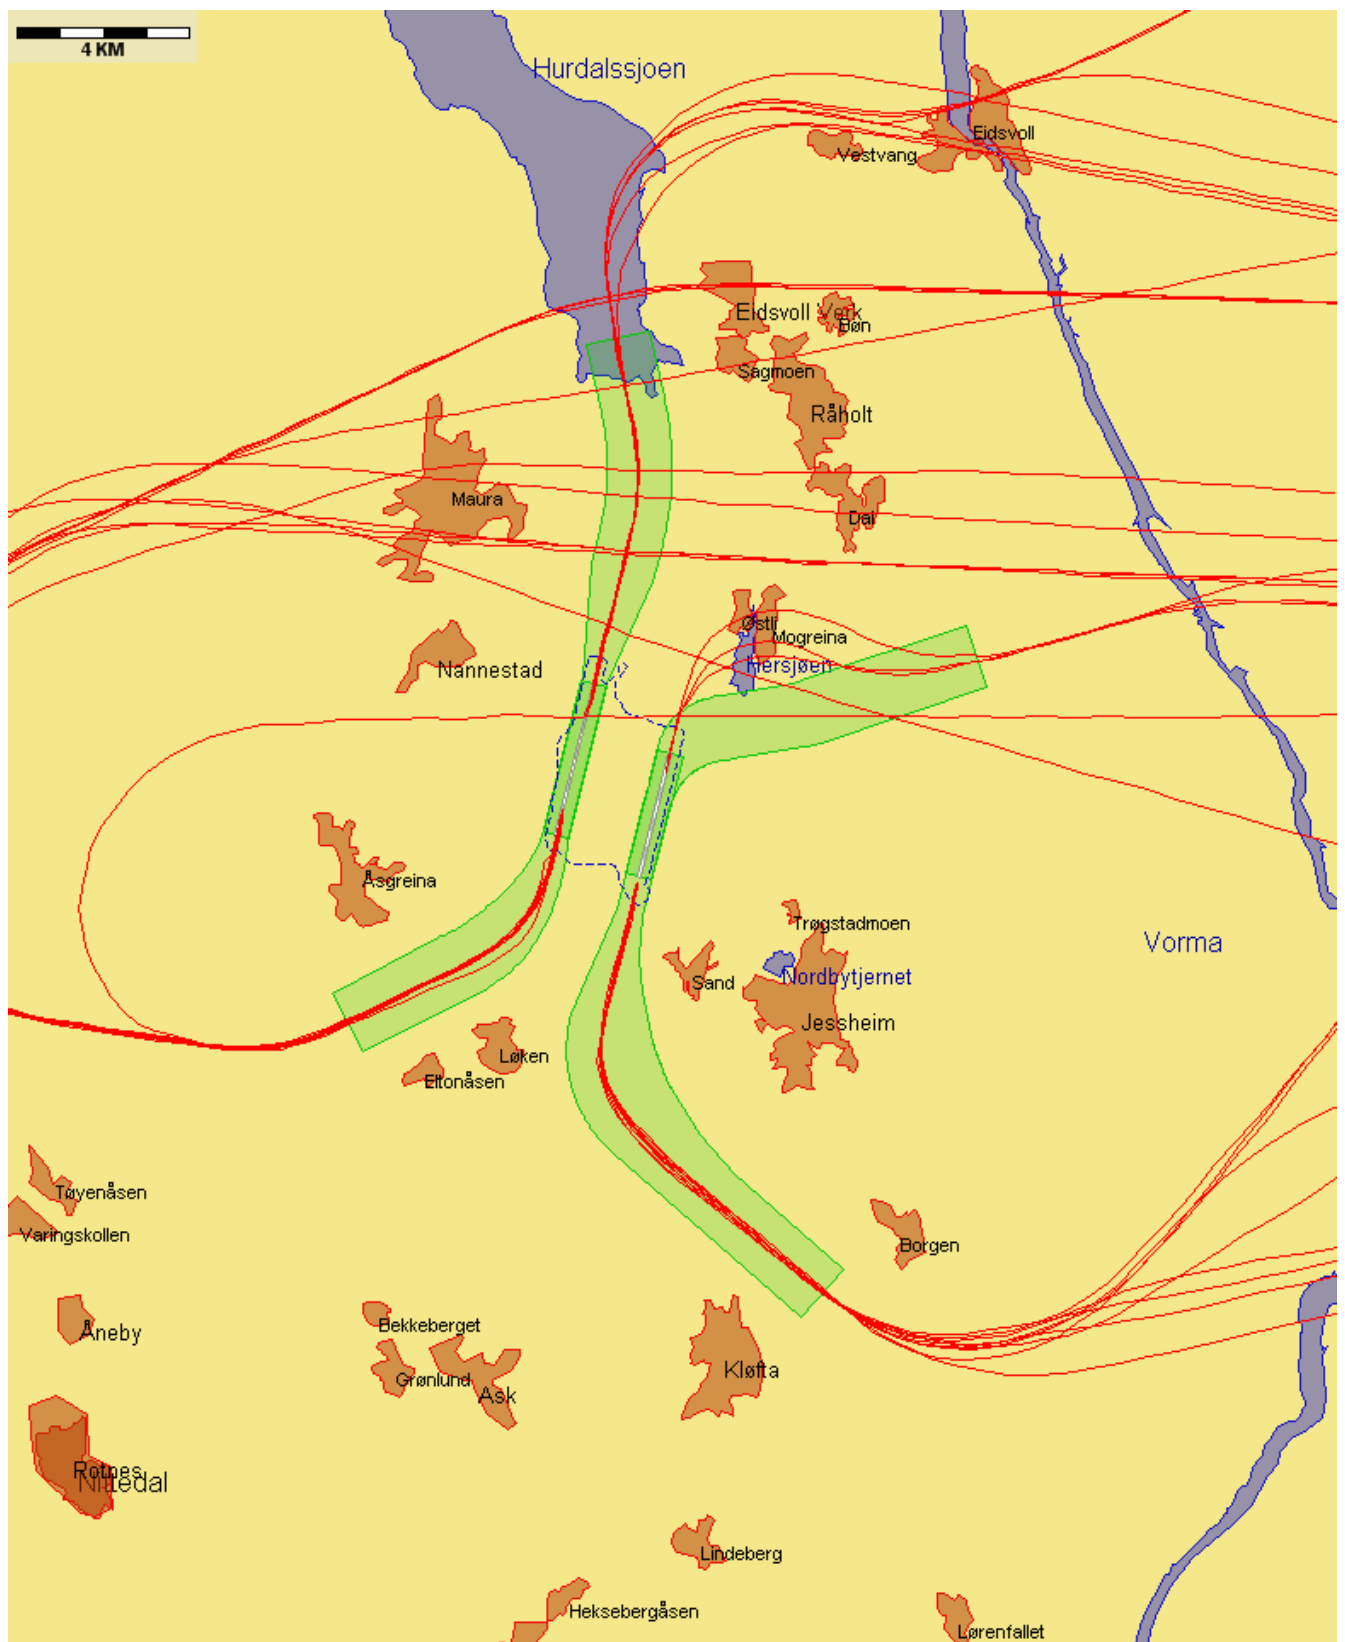 4 KM
Hurdalssjoen
Eidsvoll
Vestvang
Eidsvoll Verk
Bøn
Sagmoen
Råholt
Maura
Dal
Østli
Mogreina
Hersjøen
Nannestad
Åsgreina
Trøgstadmoen
Vorma
Sand
Nordbytjernet
Jessheim
Løken
Eltonåsen
Tøyenåsen
Varingskollen
Borgen
Åneby
Bekkeberget
Grønlund
Ask
Kløfta
Rotnes
Nittedal
Lindeberg
Heksebergåsen
Lørenfallet